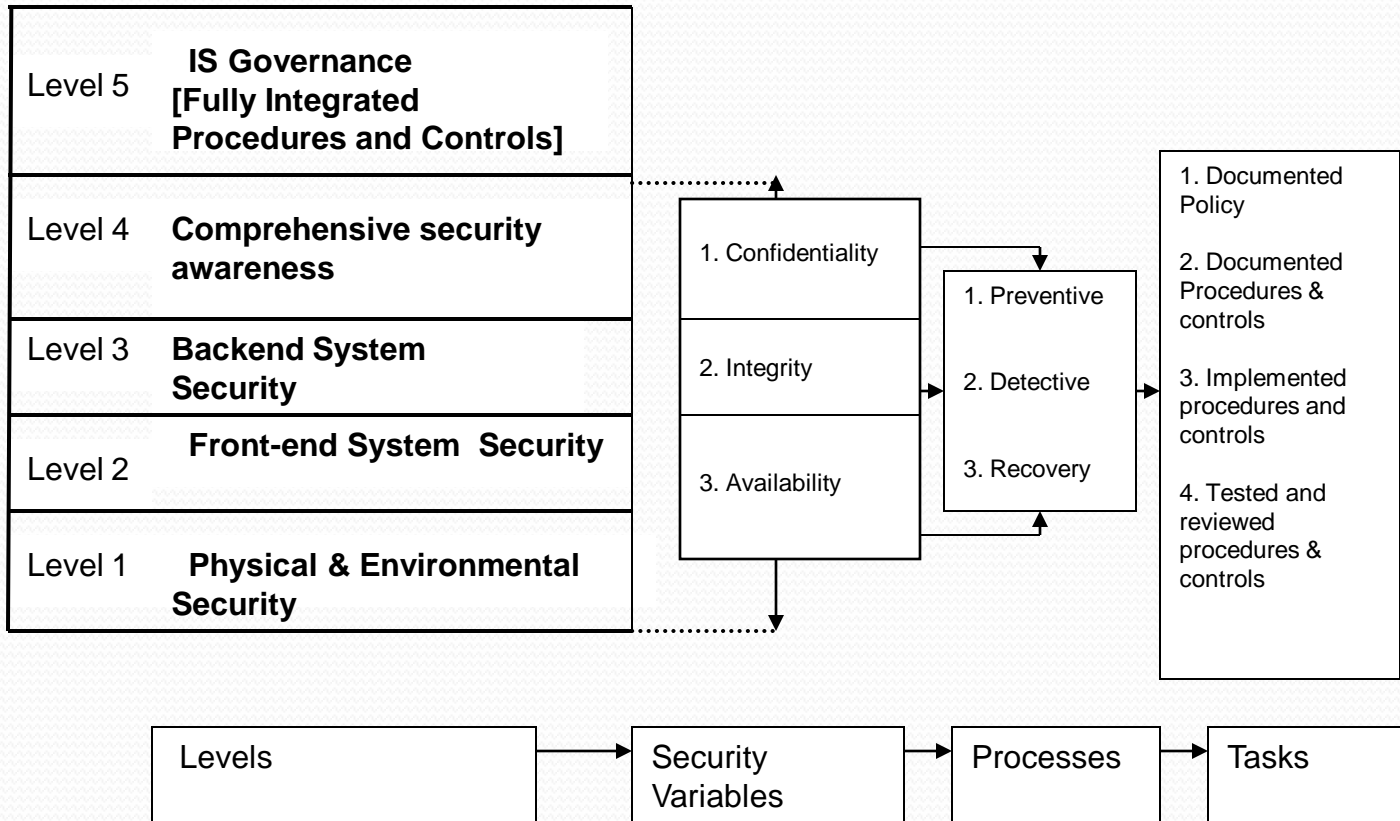 Level 5
IS Governance
[Fully Integrated
Procedures and Controls]
Level 4
Comprehensive security
awareness
Level 3
Backend System
Security
Level 2
Front-end System Security
Level 1
Physical & Environmental
Security
1. Confidentiality
2. Integrity
3. Availability
1. Preventive
2. Detective
3. Recovery
1. Documented
Policy
2. Documented
Procedures &
controls
3. Implemented
procedures and
controls
4. Tested and
reviewed
procedures &
controls
Levels
Security
Variables
Processes
Tasks